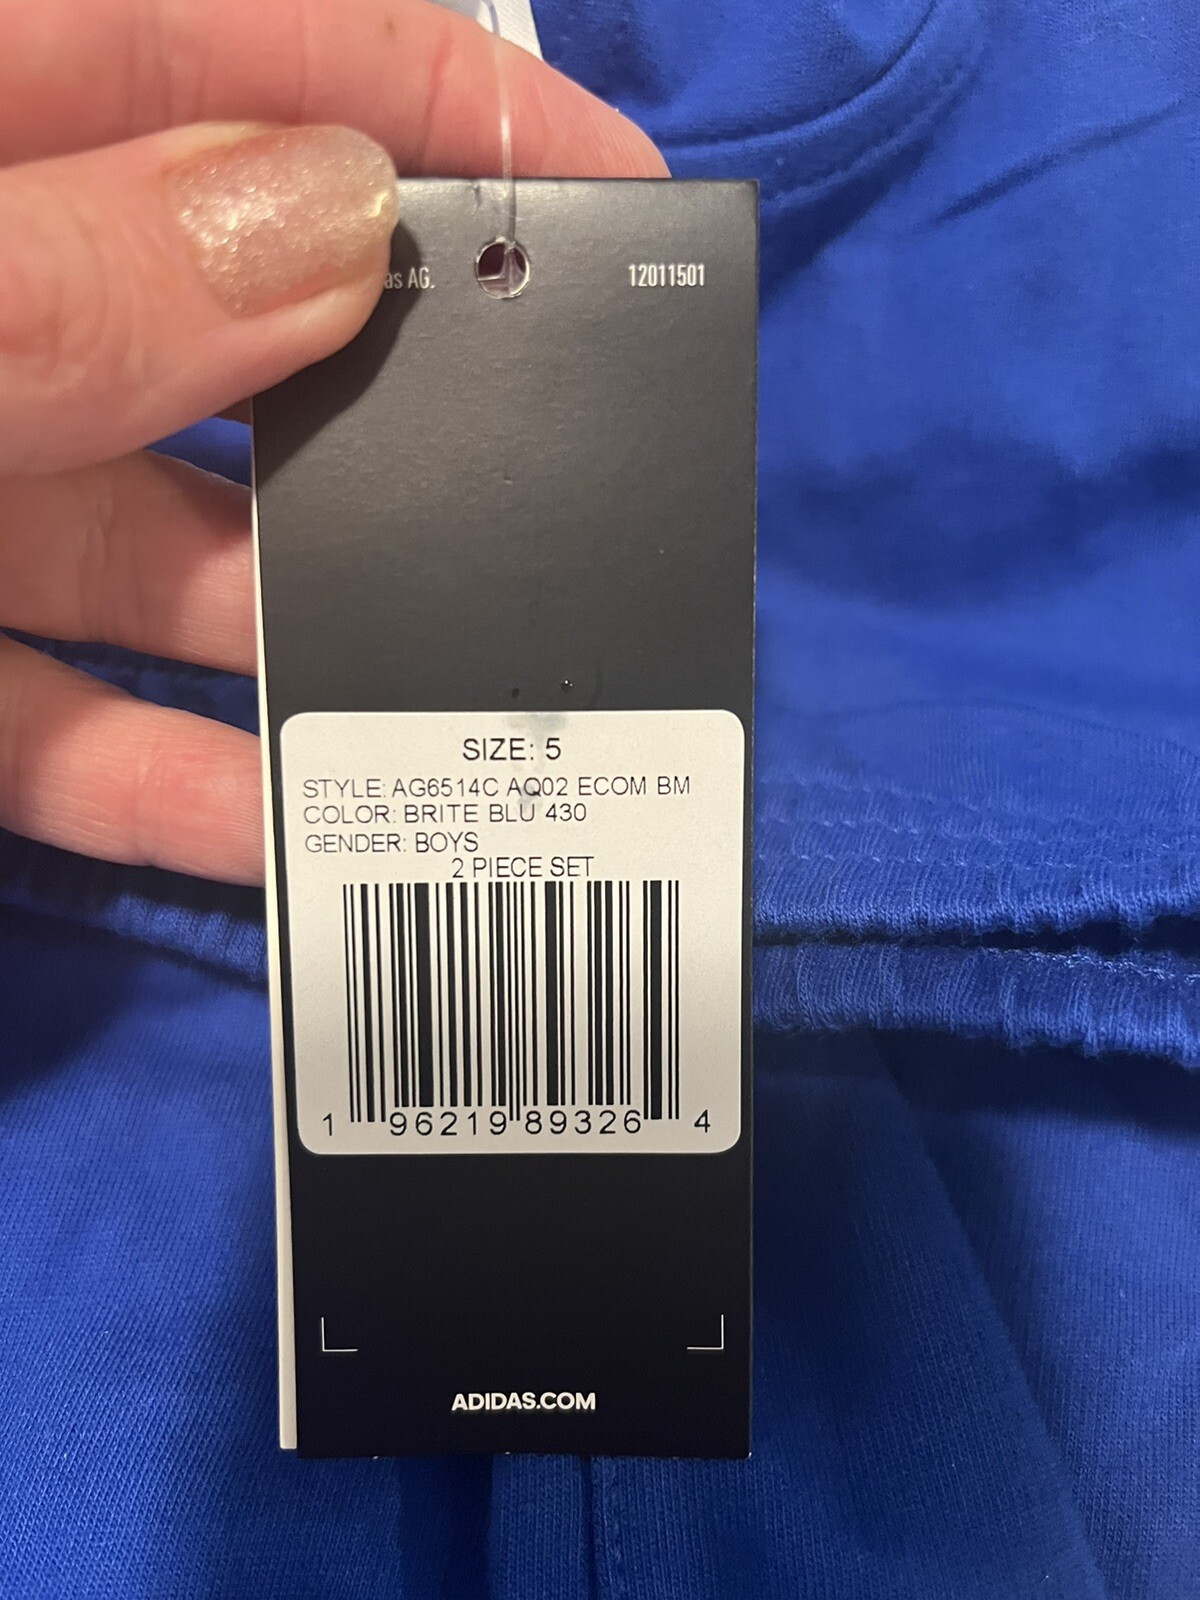 AG.
12011501
SIZE: 5
STYLE: AG6514C AQ02 ECOM BM
COLOR: BRITE BLU 430
GENDER: BOYS
2 PIECE SET
1 96219 89326 4
ADIDAS.COM